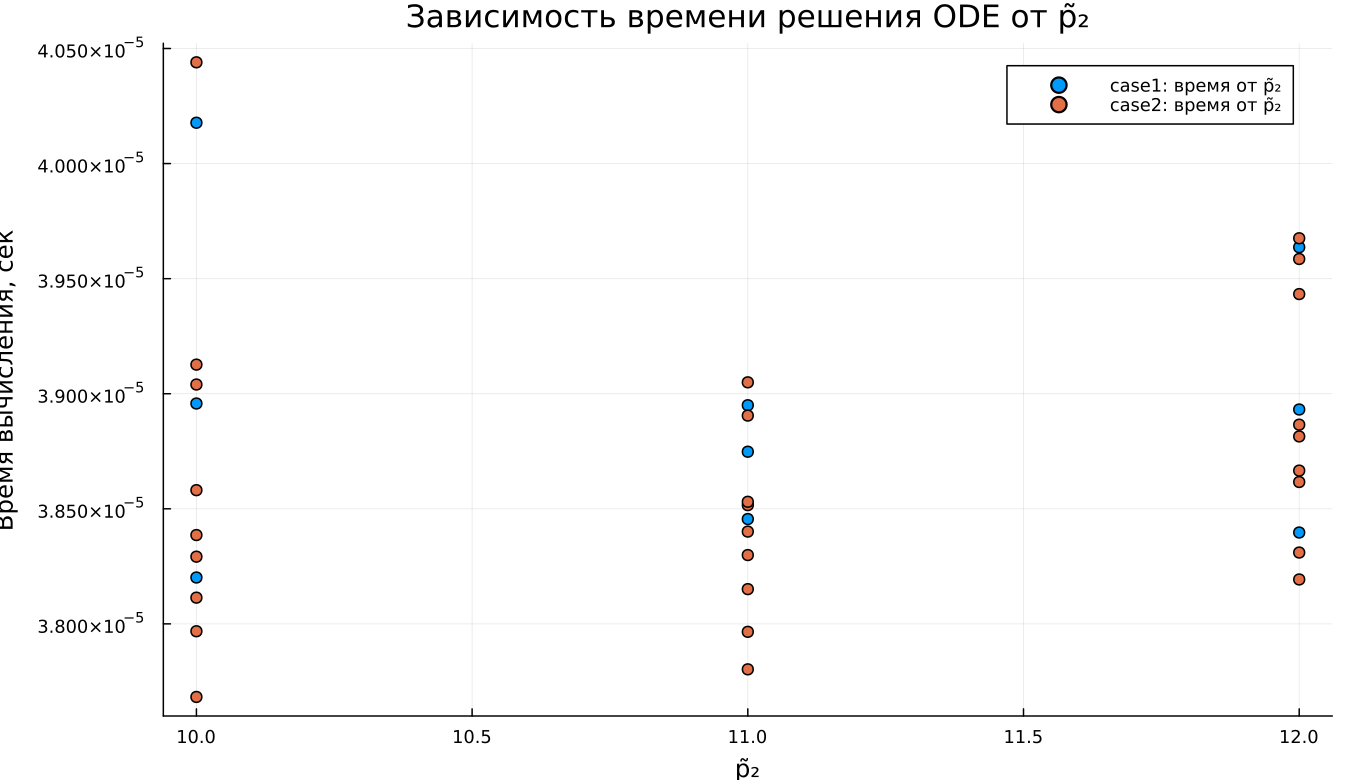 Зависимость времени решения ODE от p̃₂
case1: время от p̃₂
case2: время от p̃₂
Время вычисления, сек
4.050×10⁻⁵
4.000×10⁻⁵
3.950×10⁻⁵
3.900×10⁻⁵
3.850×10⁻⁵
3.800×10⁻⁵
10.0 10.5 11.0 11.5 12.0
p̃₂